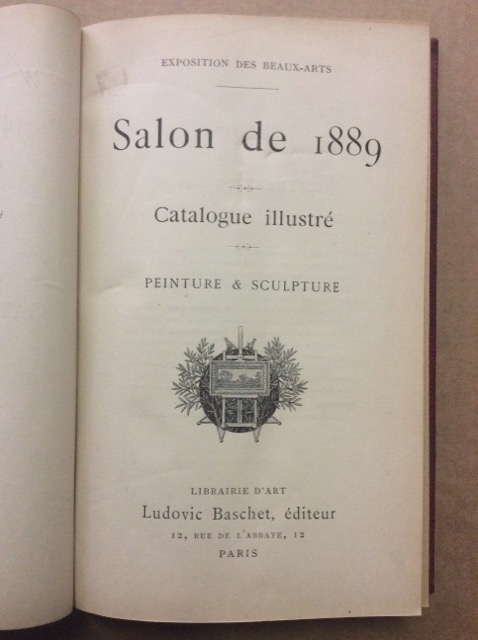 EXPOSITION DES BEAUX-ARTS
Salon de 1889
Catalogue illustré
PEINTURE & SCULPTURE
LIBRAIRIE D'ART
Ludovic Baschet, éditeur
12, RUE DE L'ABBAYE, 12
PARIS